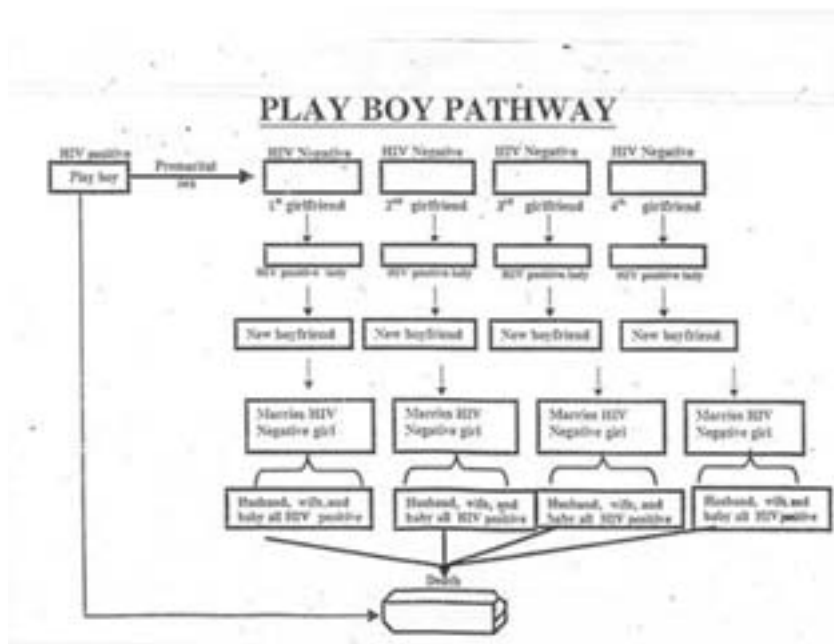 PLAY BOY PATHWAY
HIV positive
Play boy
Premarital
sex
HIV Negative
HIV Negative
HIV Negative
HIV Negative
1st girlfriend
2nd girlfriend
3rd girlfriend
4th girlfriend
HIV positive lady
HIV positive lady
HIV positive lady
HIV positive lady
New boyfriend
New boyfriend
New boyfriend
New boyfriend
Marries HIV
Negative girl
Marries HIV
Negative girl
Marries HIV
Negative girl
Marries HIV
Negative girl
Husband, wife, and
baby all HIV positive
Husband, wife, and
baby all HIV positive
Husband, wife, and
baby all HIV positive
Husband, wife, and
baby all HIV positive
Death